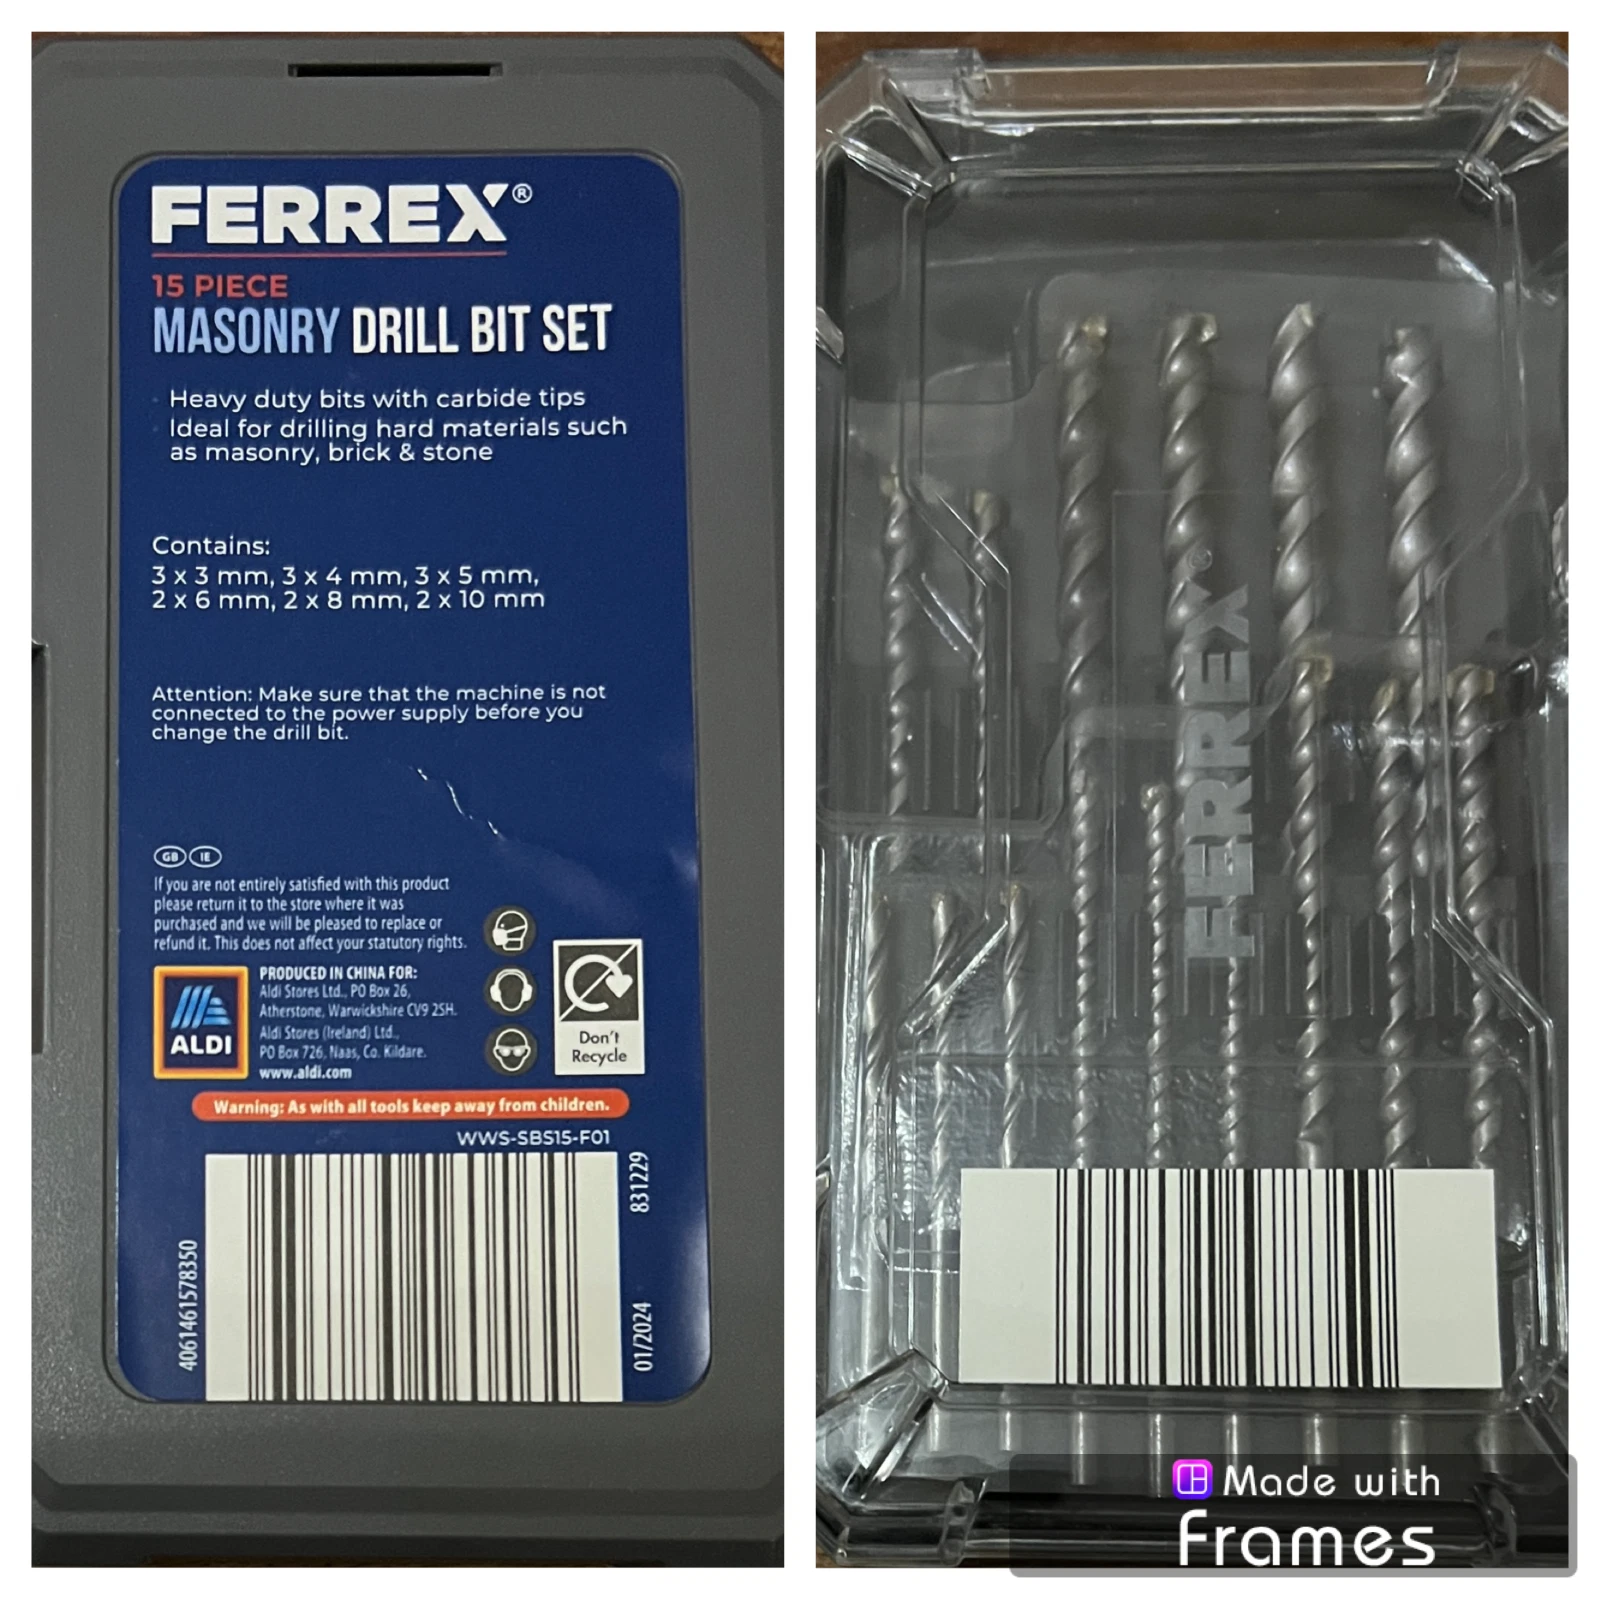 FERREX®
15 PIECE
MASONRY DRILL BIT SET
Heavy duty bits with carbide tips
Ideal for drilling hard materials such
as masonry, brick & stone
Contains:
3 x 3 mm, 3 x 4 mm, 3 x 5 mm,
2 x 6 mm, 2 x 8 mm, 2 x 10 mm
Attention: Make sure that the machine is not
connected to the power supply before you
change the drill bit.
GB IE
If you are not entirely satisfied with this product
please return it to the store where it was
purchased and we will be pleased to replace or
refund it. This does not affect your statutory rights.
ALDI
PRODUCED IN CHINA FOR:
Aldi Stores Ltd., PO Box 26,
Atherstone, Warwickshire CV9 2SH.
Aldi Stores (Ireland) Ltd.,
PO Box 726, Naas, Co. Kildare.
www.aldi.com
Don't
Recycle
Warning: As with all tools keep away from children.
WWS-SBS15-F01
4061461578350
831229
01/2024
FERREX®
Made with
Frames